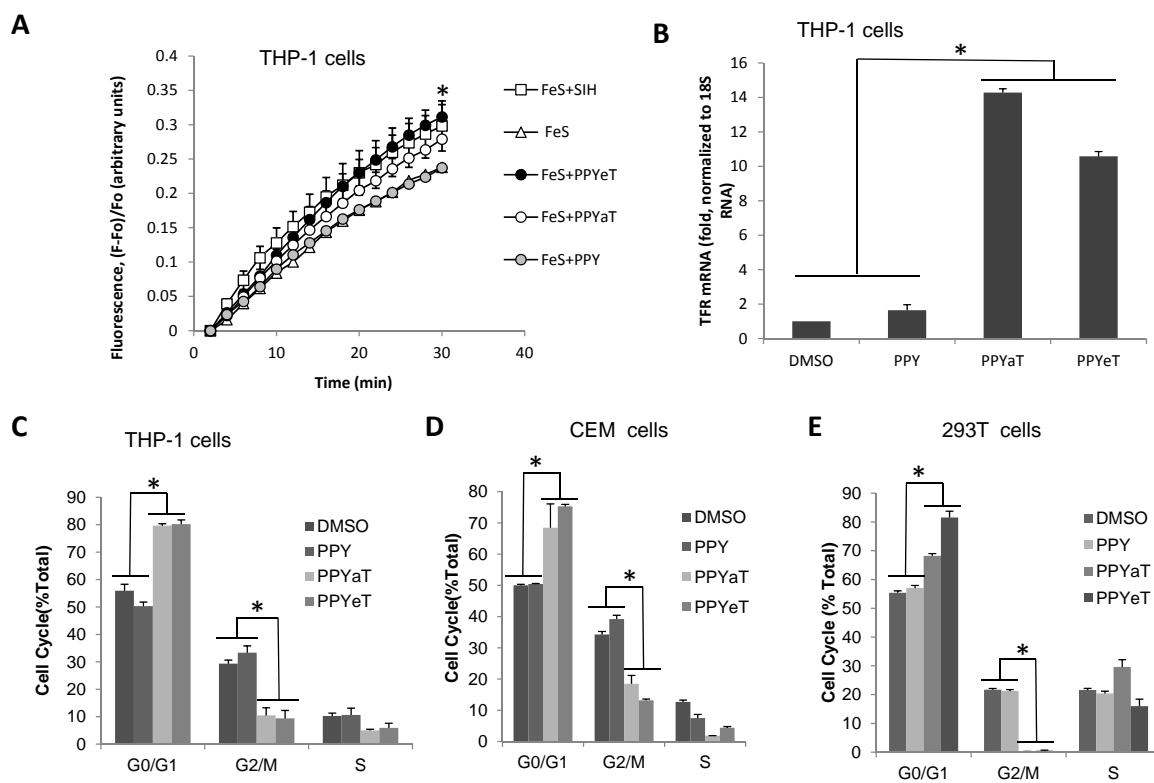 A
THP-1 cells
Fluorescence, (F-Fo)/Fo (arbitrary units)
0.4
0.35
0.3
0.25
0.2
0.15
0.1
0.05
0
0
10
20
30
40
Time (min)
*
FeS+SIH
FeS
FeS+PPYeT
FeS+PPYaT
FeS+PPY
B
THP-1 cells
*
TFR mRNA (fold, normalized to 18S
RNA)
16
14
12
10
8
6
4
2
0
DMSO
PPY
PPYaT
PPYeT
C
THP-1 cells
Cell Cycle(%Total)
90
80
70
60
50
40
30
20
10
0
*
*
DMSO
PPY
PPYaT
PPYeT
G0/G1
G2/M
S
D
CEM cells
Cell Cycle(%Total)
80
70
60
50
40
30
20
10
0
*
*
DMSO
PPY
PPYaT
PPYeT
G0/G1
G2/M
S
E
293T cells
Cell Cycle (% Total)
90
80
70
60
50
40
30
20
10
0
*
*
DMSO
PPY
PPYaT
PPYeT
G0/G1
G2/M
S